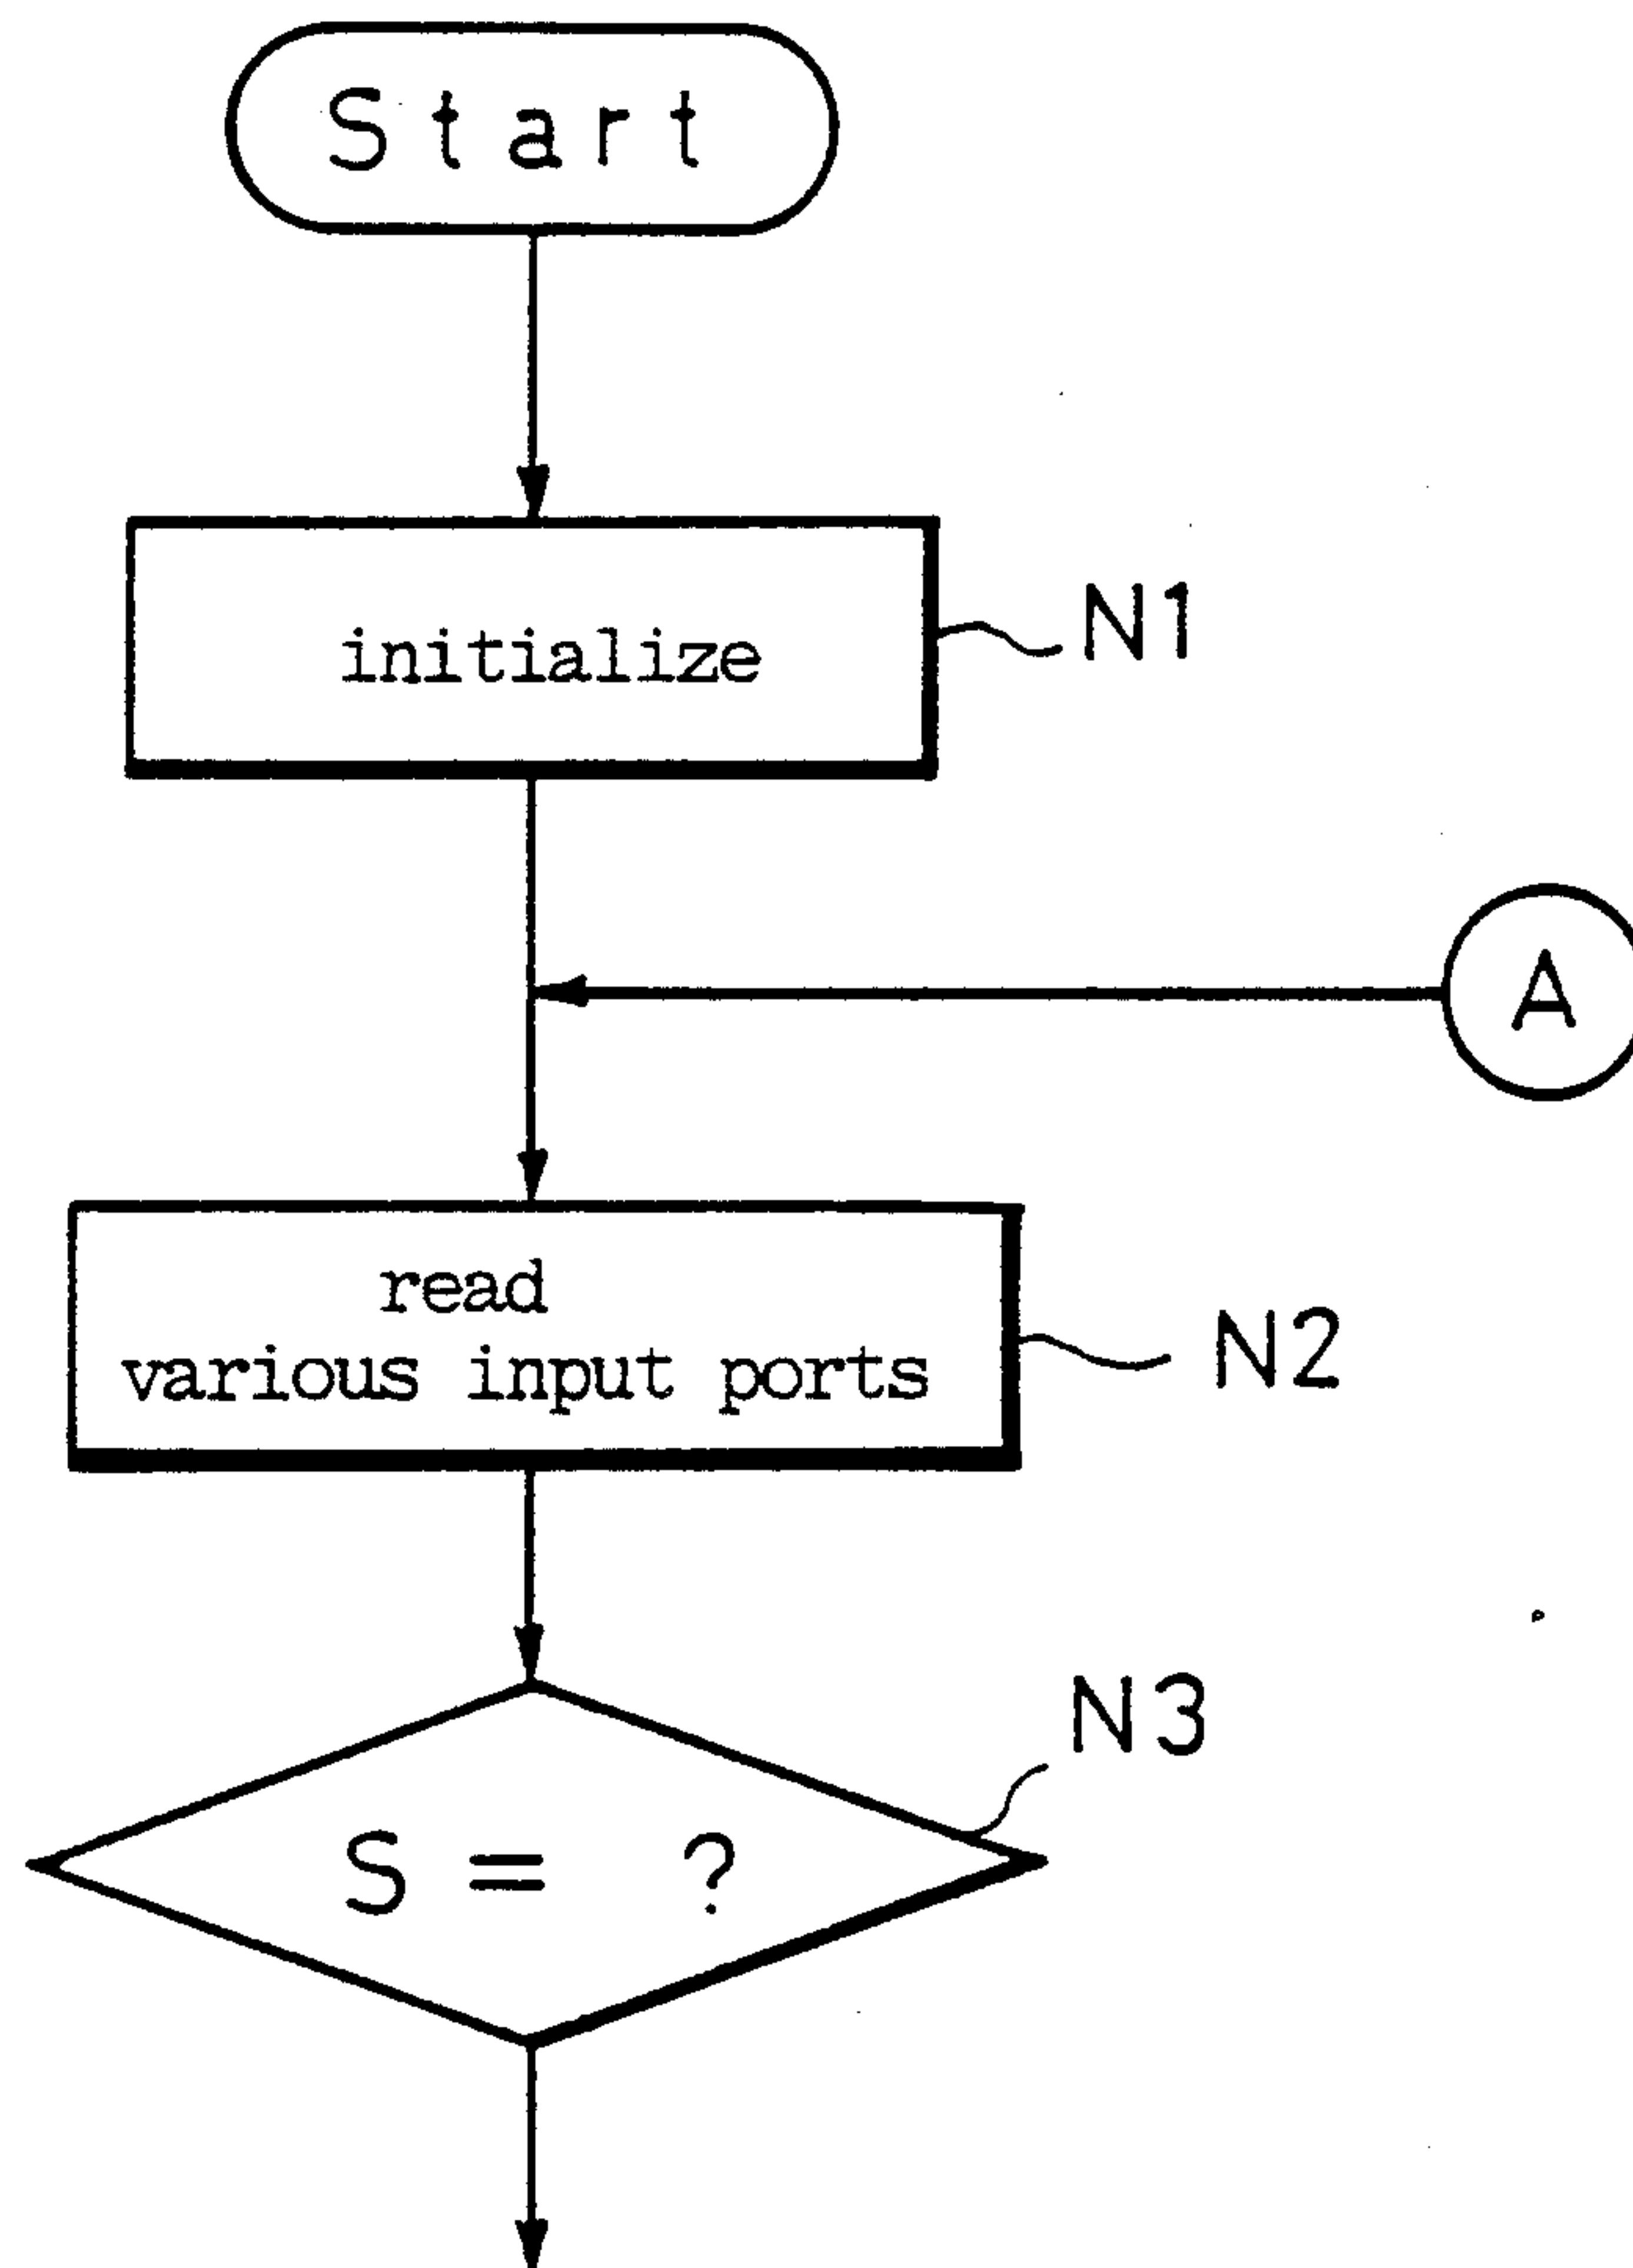 Start
initialize
N1
A
read
various input ports
N2
N3
S = ?